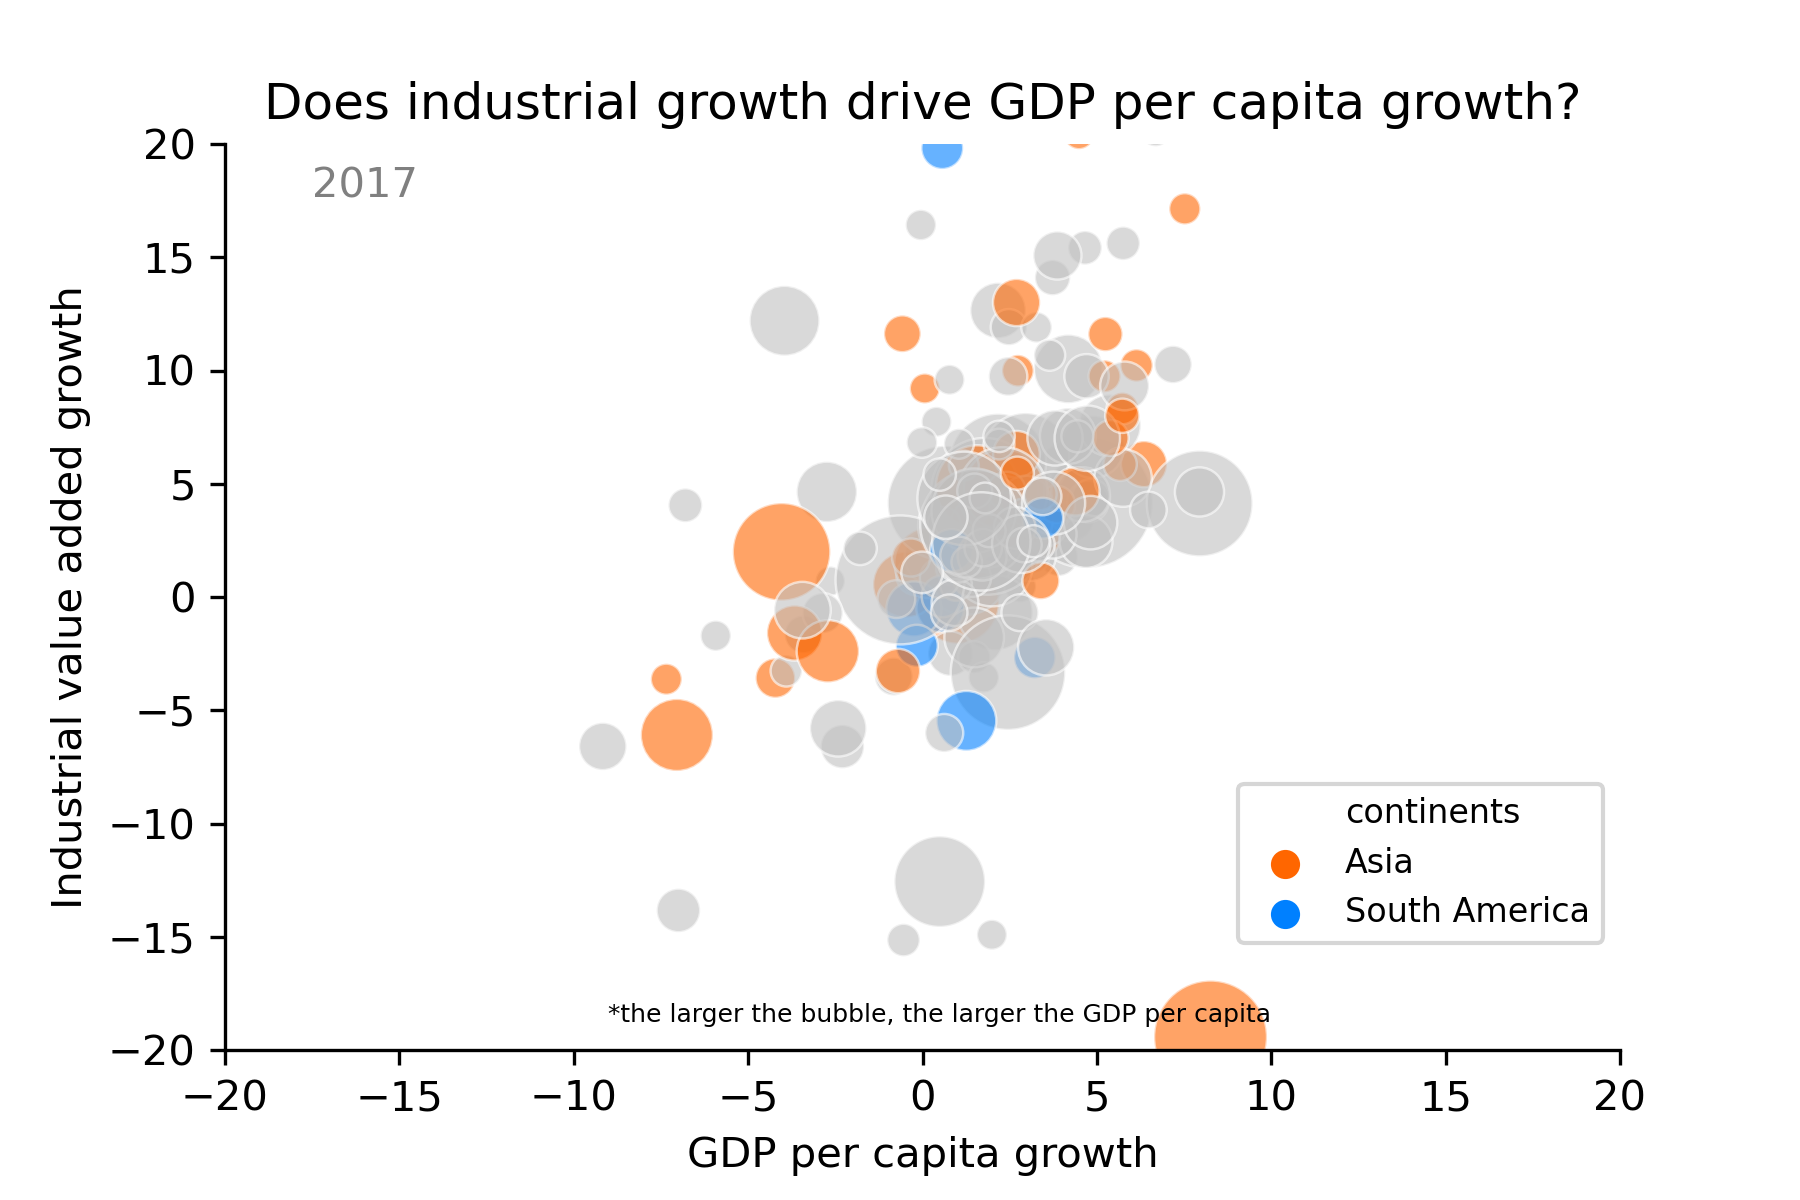 Does industrial growth drive GDP per capita growth?
2017
Industrial value added growth
20
15
10
5
0
−5
−10
−15
−20
continents
Asia
South America
*the larger the bubble, the larger the GDP per capita
−20 −15 −10 −5 0 5 10 15 20
GDP per capita growth